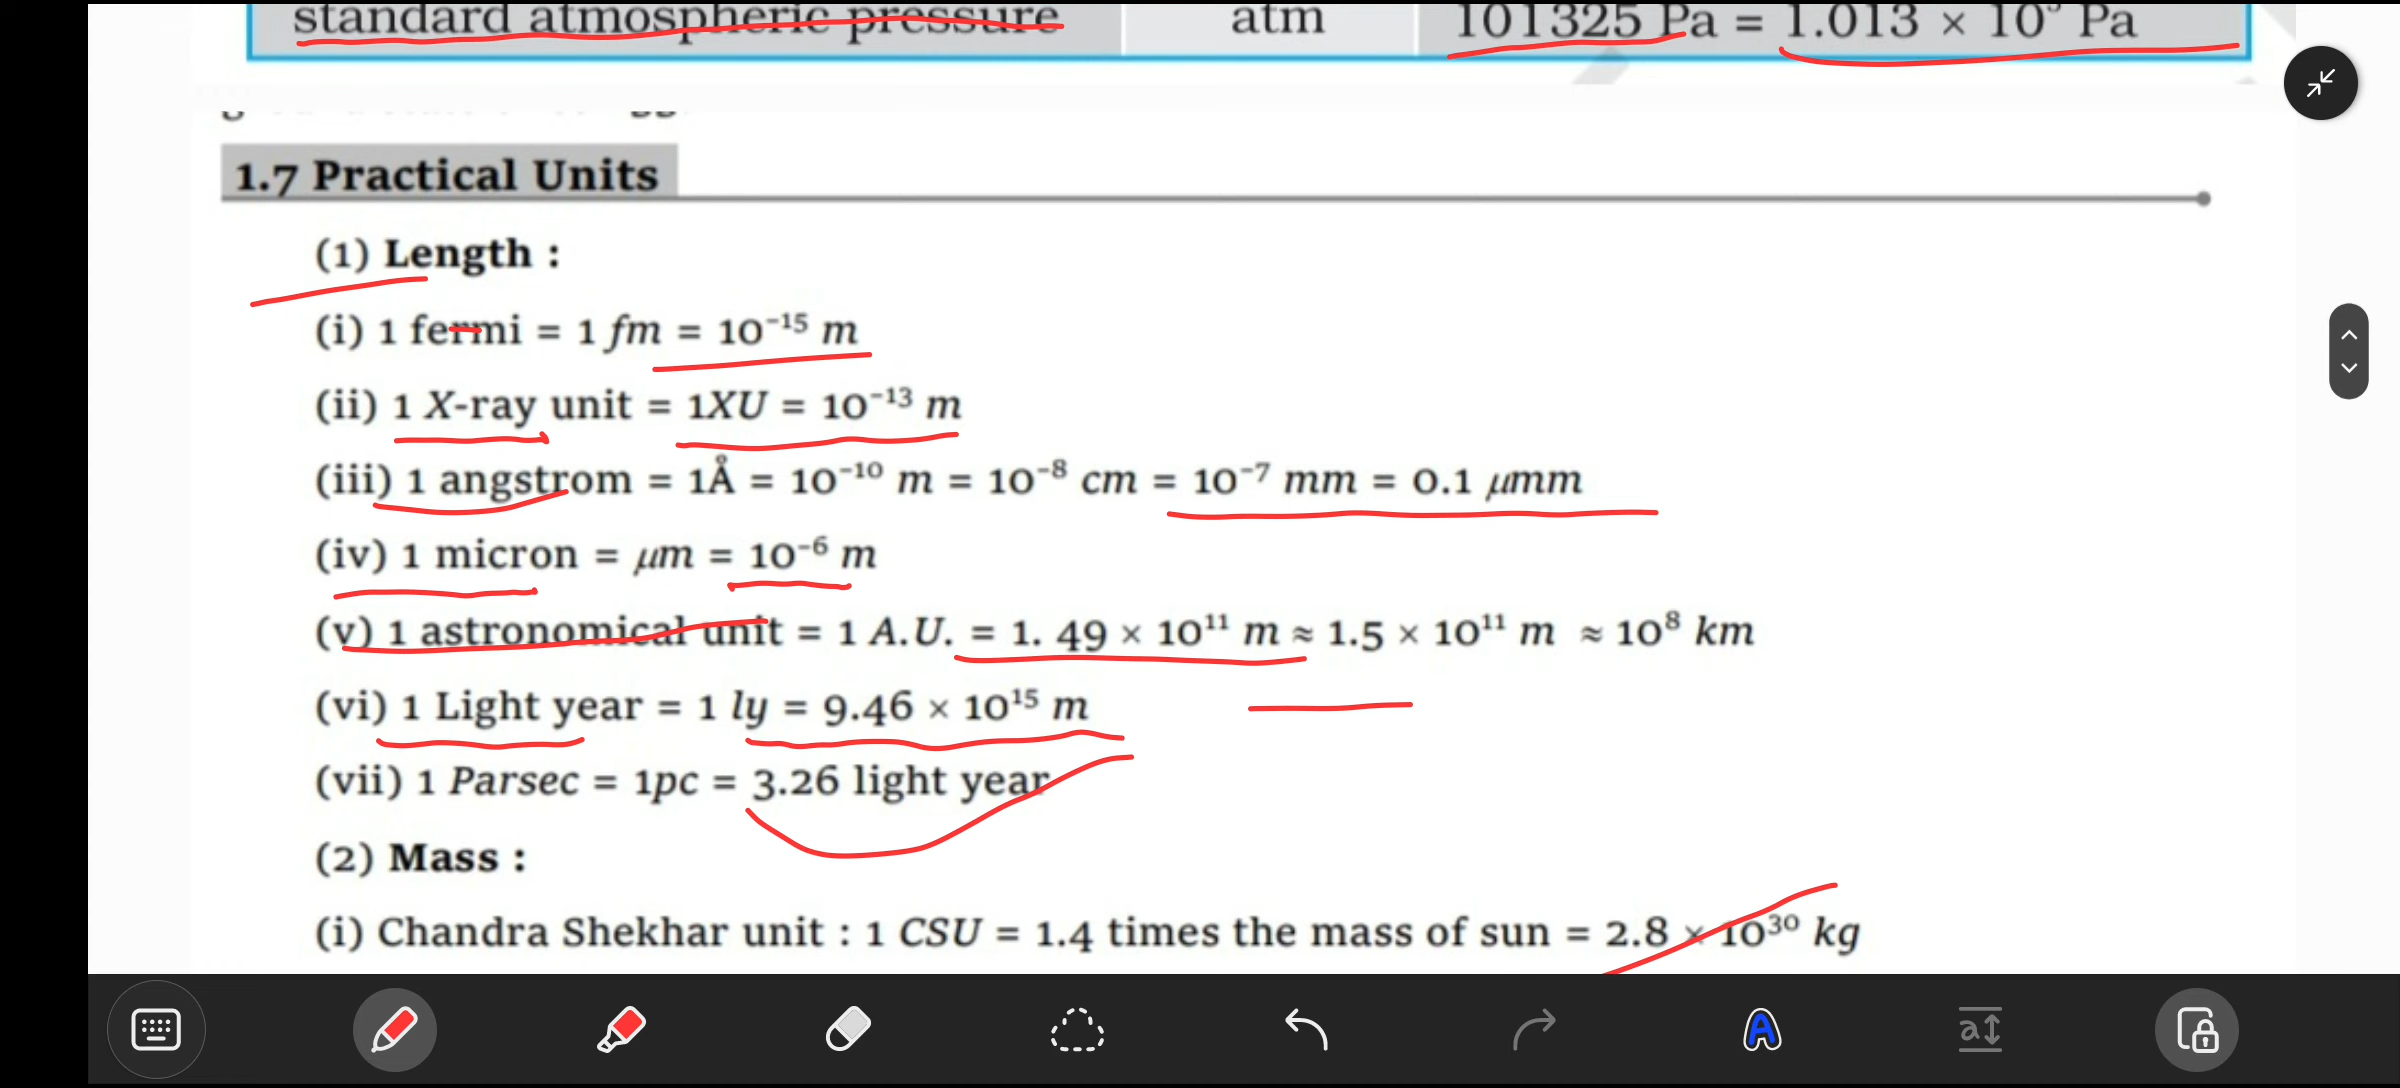 standard atmospheric pressure atm 101325 Pa = 1.013 × 10⁵ Pa
1.7 Practical Units
(1) Length :
(i) 1 fermi = 1 fm = 10⁻¹⁵ m
(ii) 1 X-ray unit = 1XU = 10⁻¹³ m
(iii) 1 angstrom = 1Å = 10⁻¹⁰ m = 10⁻⁸ cm = 10⁻⁷ mm = 0.1 μmm
(iv) 1 micron = μm = 10⁻⁶ m
(v) 1 astronomical unit = 1 A.U. = 1. 49 × 10¹¹ m ≈ 1.5 × 10¹¹ m ≈ 10⁸ km
(vi) 1 Light year = 1 ly = 9.46 × 10¹⁵ m
(vii) 1 Parsec = 1pc = 3.26 light year
(2) Mass :
(i) Chandra Shekhar unit : 1 CSU = 1.4 times the mass of sun = 2.8 × 10³⁰ kg
A a